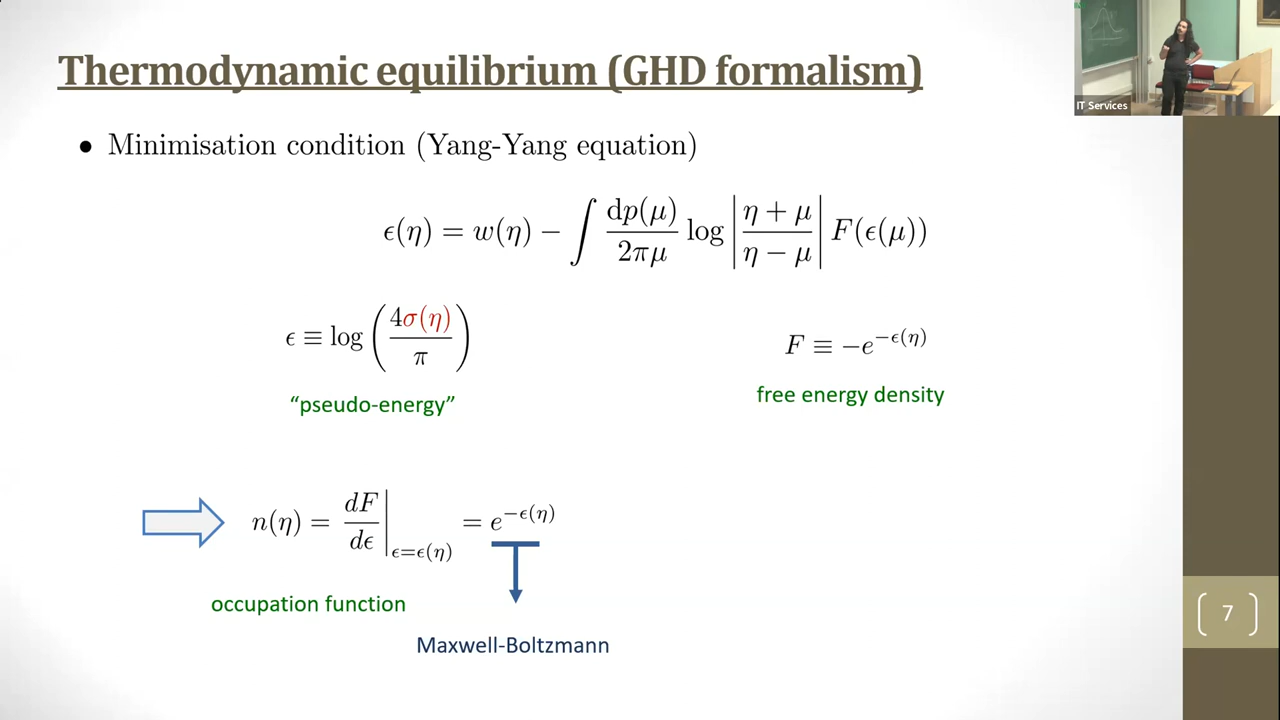 Thermodynamic equilibrium (GHD formalism)
IT Services
• Minimisation condition (Yang-Yang equation)
ϵ(η) = w(η) − ∫ dp(μ)/2πμ log |η + μ / η − μ| F(ϵ(μ))
ϵ ≡ log (4σ(η)/π)
F ≡ −e^{−ϵ(η)}
“pseudo-energy”
free energy density
n(η) = dF/dϵ |_{ϵ=ϵ(η)} = e^{−ϵ(η)}
occupation function
Maxwell-Boltzmann
7